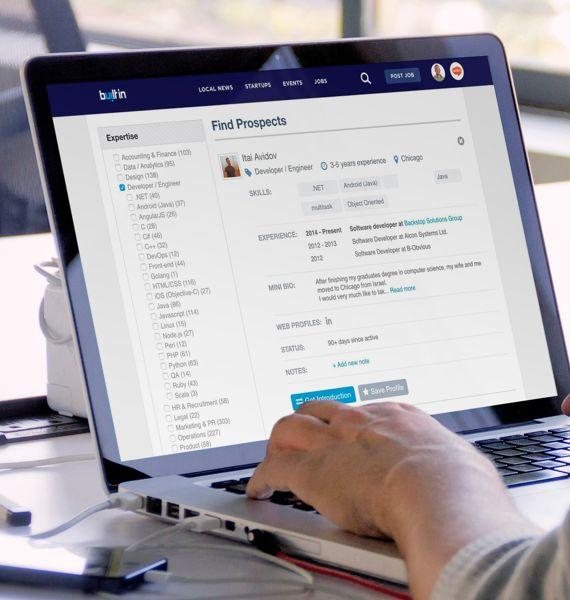 builtin
LOCAL NEWS STARTUPS EVENTS JOBS POST JOB
Expertise
Accounting & Finance (103)
Data / Analytics (95)
Design (138)
Developer / Engineer
.NET (40)
Android (Java) (37)
AngularJS (26)
C (28)
C# (46)
C++ (32)
DevOps (12)
Front-end (44)
Golang (1)
HTML/CSS (116)
iOS (Objective-C) (27)
Java (86)
Javascript (114)
Linux (15)
Node.js (27)
Perl (12)
PHP (61)
Python (63)
QA (14)
Ruby (43)
Scala (3)
HR & Recruitment (58)
Legal (22)
Marketing & PR (303)
Operations (227)
Product (58)
Find Prospects
Itai Avidov
Developer / Engineer 3-5 years experience Chicago
SKILLS: .NET Android (Java) Java
multitask Object Oriented
EXPERIENCE: 2014 - Present Software developer at Backstop Solutions Group
2012 - 2013 Software Developer at Alcon Systems Ltd.
2012 Software Developer at B-Obvious
MINI BIO: After finishing my graduates degree in computer science, my wife and me
moved to Chicago from Israel.
I would very much like to tak... Read more
WEB PROFILES: in
STATUS: 90+ days since active
NOTES: + Add new note
Get Introduction Save Profile